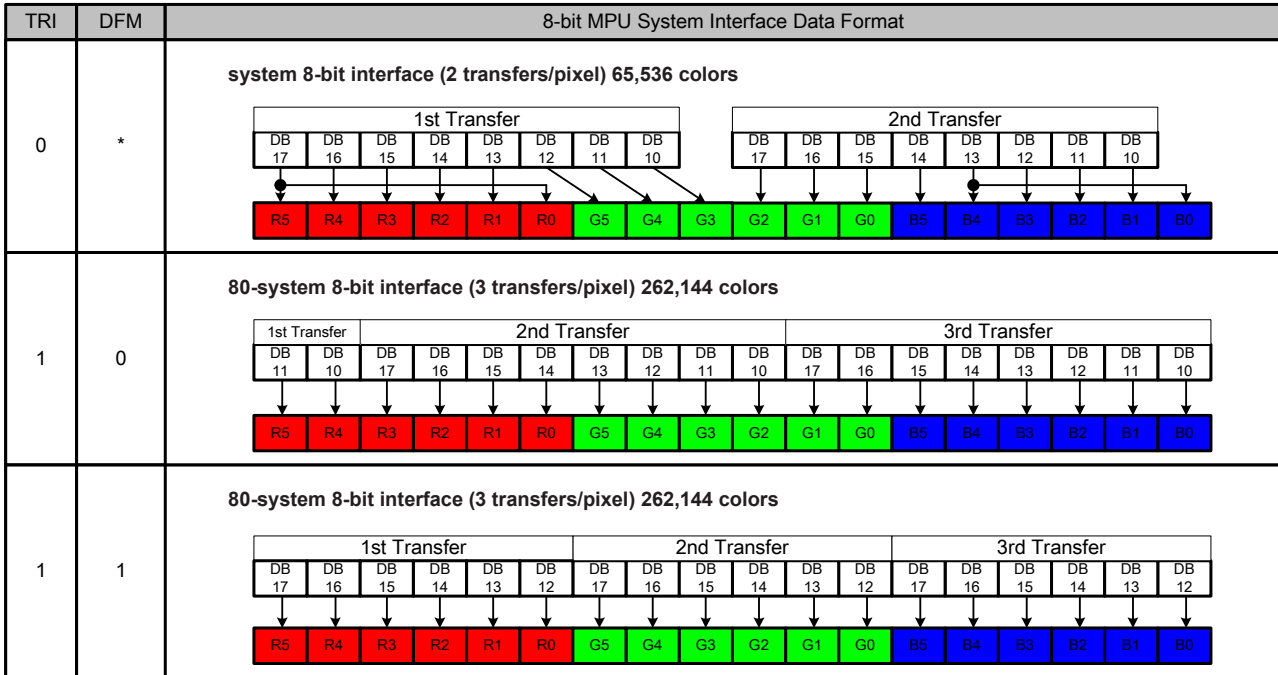 TRI DFM 8-bit MPU System Interface Data Format
system 8-bit interface (2 transfers/pixel) 65,536 colors
0 *
1st Transfer 2nd Transfer
DB 17 DB 16 DB 15 DB 14 DB 13 DB 12 DB 11 DB 10 DB 17 DB 16 DB 15 DB 14 DB 13 DB 12 DB 11 DB 10
R5 R4 R3 R2 R1 R0 G5 G4 G3 G2 G1 G0 B5 B4 B3 B2 B1 B0
80-system 8-bit interface (3 transfers/pixel) 262,144 colors
1 0
1st Transfer 2nd Transfer 3rd Transfer
DB 11 DB 10 DB 17 DB 16 DB 15 DB 14 DB 13 DB 12 DB 11 DB 10 DB 17 DB 16 DB 15 DB 14 DB 13 DB 12 DB 11 DB 10
R5 R4 R3 R2 R1 R0 G5 G4 G3 G2 G1 G0 B5 B4 B3 B2 B1 B0
80-system 8-bit interface (3 transfers/pixel) 262,144 colors
1 1
1st Transfer 2nd Transfer 3rd Transfer
DB 17 DB 16 DB 15 DB 14 DB 13 DB 12 DB 17 DB 16 DB 15 DB 14 DB 13 DB 12 DB 17 DB 16 DB 15 DB 14 DB 13 DB 12
R5 R4 R3 R2 R1 R0 G5 G4 G3 G2 G1 G0 B5 B4 B3 B2 B1 B0